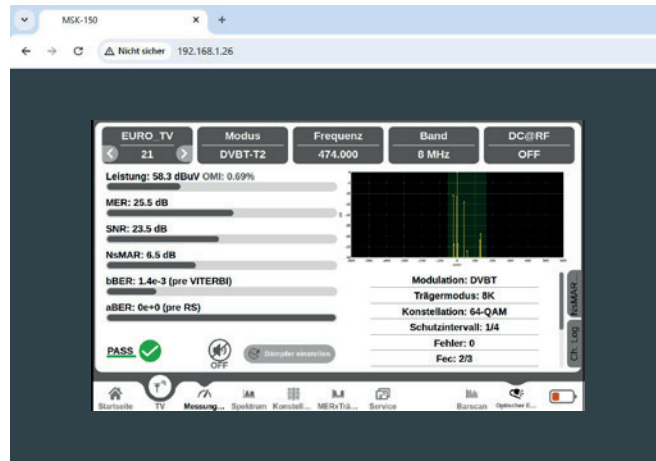 MSK-150
Nicht sicher 192.168.1.26
EURO_TV Modus Frequenz Band DC@RF
21 DVBT-T2 474.000 8 MHz OFF
Leistung: 58.3 dBuV OMI: 0.69%
MER: 25.5 dB
SNR: 23.5 dB
NsMAR: 6.5 dB
bBER: 1.4e-3 (pre VITERBI)
aBER: 0e+0 (pre RS)
Modulation: DVBT
Trägermodus: 8K
Konstellation: 64-QAM
Schutzintervall: 1/4
Fehler: 0
Fec: 2/3
NsMAR...
Ch. Log
PASS
OFF
Dämpfer einstellen
Startseite TV Messung... Spektrum Konstell... MERxTrä... Service Barscan Optischer E...